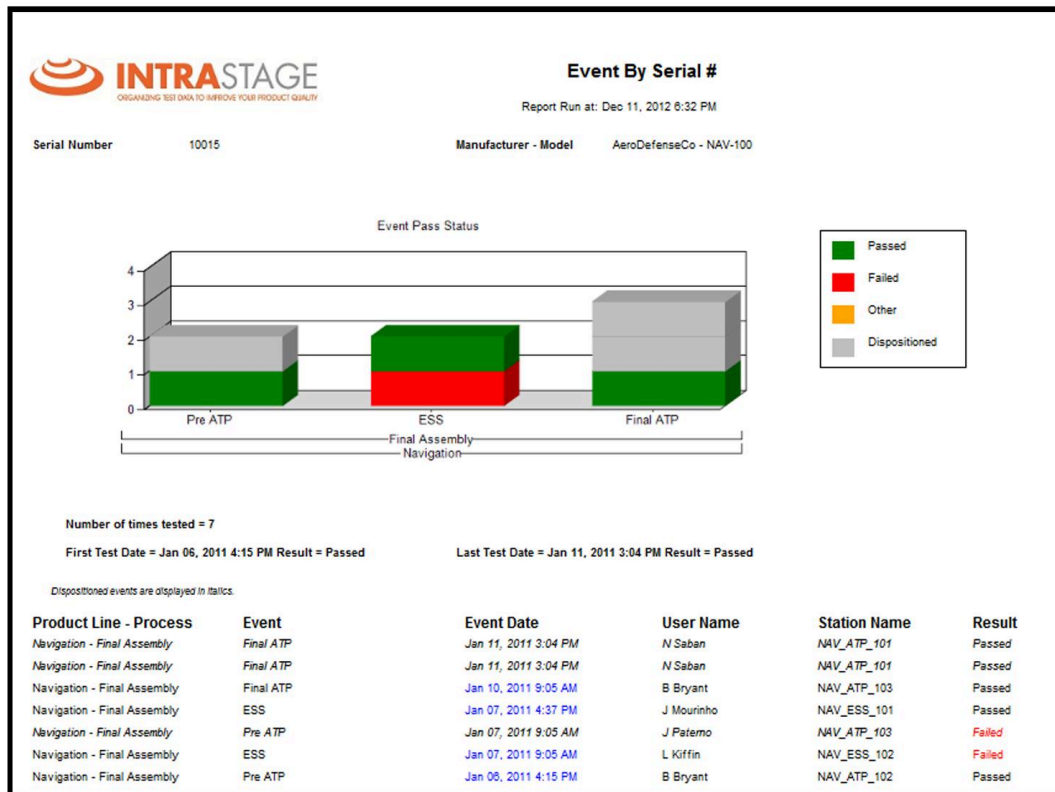 INTRASTAGE
ORGANIZING TEST DATA TO IMPROVE YOUR PRODUCT QUALITY
Event By Serial #
Report Run at: Dec 11, 2012 6:32 PM
Serial Number 10015 Manufacturer - Model AeroDefenseCo - NAV-100
Event Pass Status
4
3
2
1
0
Pre ATP ESS Final ATP
Final Assembly
Navigation
Passed
Failed
Other
Dispositioned
Number of times tested = 7
First Test Date = Jan 06, 2011 4:15 PM Result = Passed Last Test Date = Jan 11, 2011 3:04 PM Result = Passed
Dispositioned events are displayed in italics.
Product Line - Process Event Event Date User Name Station Name Result
Navigation - Final Assembly Final ATP Jan 11, 2011 3:04 PM N Saban NAV_ATP_101 Passed
Navigation - Final Assembly Final ATP Jan 11, 2011 3:04 PM N Saban NAV_ATP_101 Passed
Navigation - Final Assembly Final ATP Jan 10, 2011 9:05 AM B Bryant NAV_ATP_103 Passed
Navigation - Final Assembly ESS Jan 07, 2011 4:37 PM J Mourinho NAV_ESS_101 Passed
Navigation - Final Assembly Pre ATP Jan 07, 2011 9:05 AM J Paterno NAV_ATP_103 Failed
Navigation - Final Assembly ESS Jan 07, 2011 9:05 AM L Kiffin NAV_ESS_102 Failed
Navigation - Final Assembly Pre ATP Jan 06, 2011 4:15 PM B Bryant NAV_ATP_102 Passed